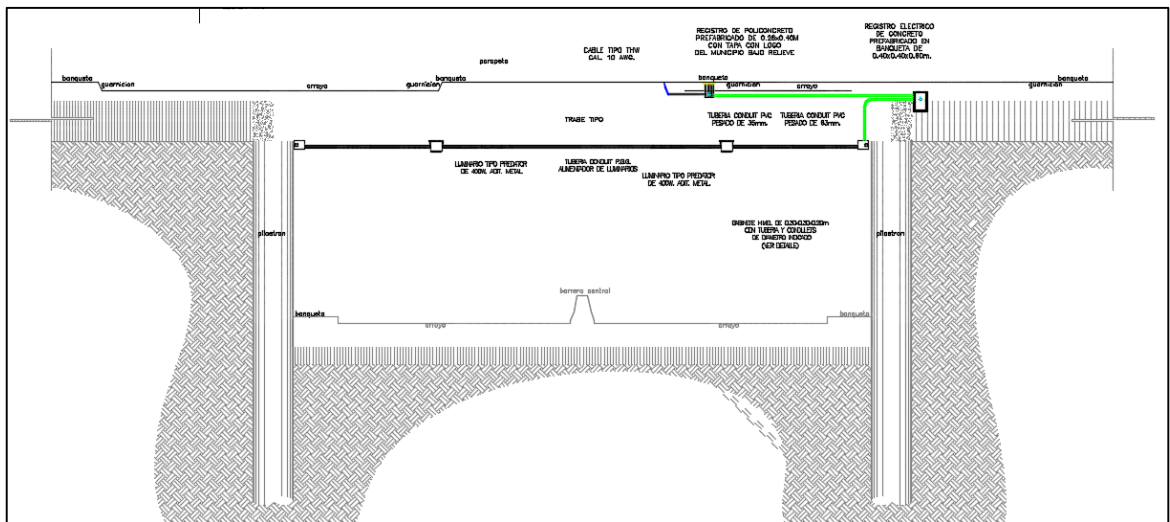 REGISTRO DE POLICONCRETO
PREFABRICADO DE 0.28x0.40M
CON TAPA CON LOGO
DEL MUNICIPIO BAJO RELIEVE
REGISTRO ELECTRICO
DE CONCRETO
PREFABRICADO EN
BANQUETA DE
0.40x0.40x0.80m.
CABLE TIPO THW
CAL. 10 AWG.
parapeto
banqueta
guarnicion
arroyo
guarnicion
banqueta
banqueta
guarnicion
arroyo
guarnicion
banqueta
TRABE TIPO
TUBERIA CONDUIT PVC
PESADO DE 35mm.
TUBERIA CONDUIT PVC
PESADO DE 63mm.
LUMINARIO TIPO PREDATOR
DE 400W. ADIT. METAL.
TUBERIA CONDUIT P.G.G.
ALIMENTADOR DE LUMINARIOS
LUMINARIO TIPO PREDATOR
DE 400W. ADIT. METAL.
GABINETE HIMEL DE 0.30x0.30x0.20m
CON TUBERIA Y CONDULETS
DE DIAMETRO INDICADO
(VER DETALLE)
pilastron
pilastron
barrera central
banqueta
arroyo
arroyo
banqueta